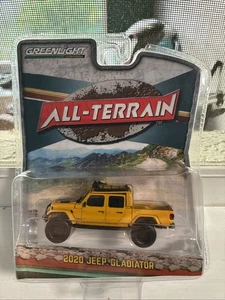 GREENLIGHT
ALL-TERRAIN
2020 JEEP GLADIATOR